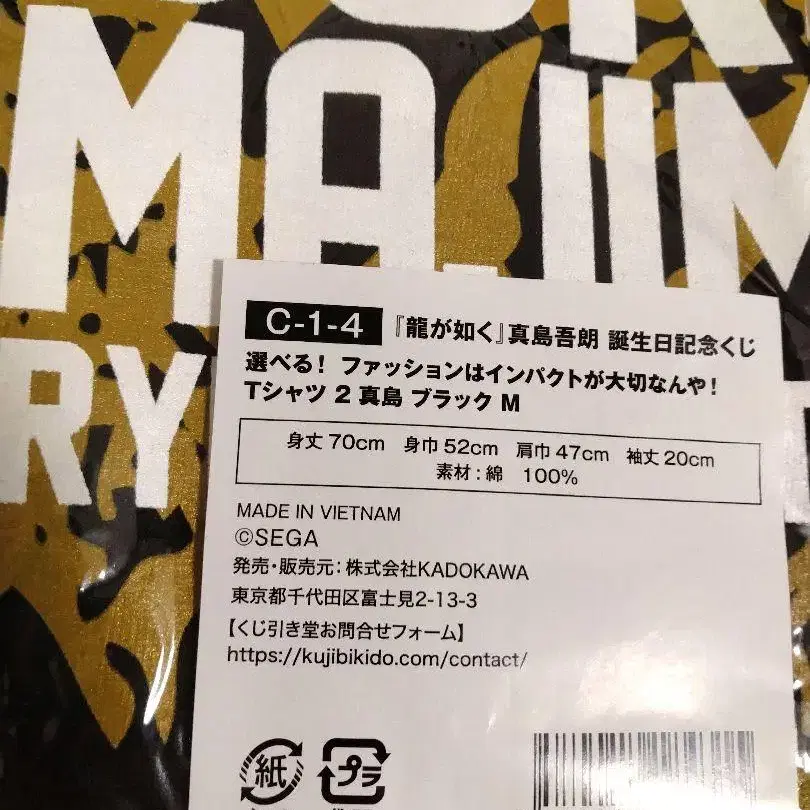 MAJIM
RY
C-1-4 『龍が如く』真島吾朗 誕生日記念くじ
選べる! ファッションはインパクトが大切なんや!
Tシャツ 2 真島 ブラック M
身丈 70cm 身巾 52cm 肩巾 47cm 袖丈 20cm
素材:綿 100%
MADE IN VIETNAM
©SEGA
発売・販売元:株式会社KADOKAWA
東京都千代田区富士見2-13-3
【くじ引き堂お問合せフォーム】
https://kujibikido.com/contact/
紙 プラ